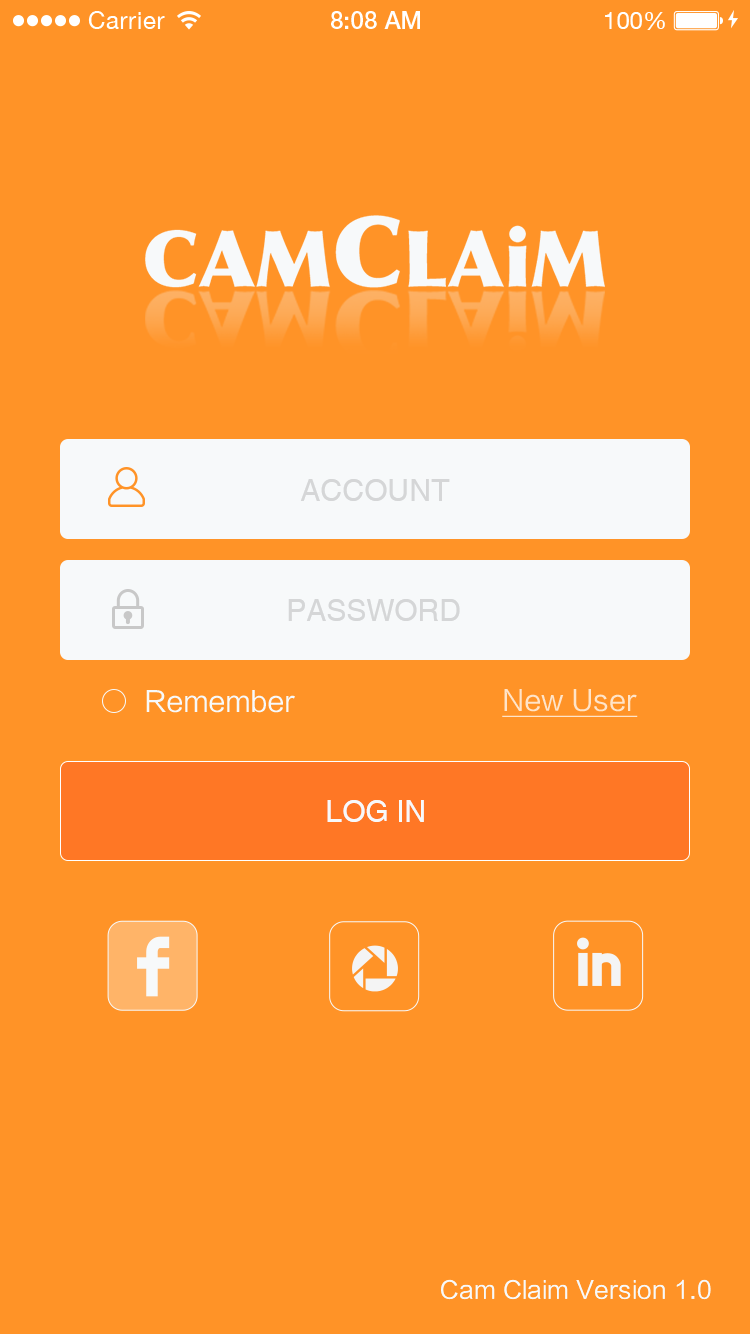 Carrier 8:08 AM 100%
CAMCLAiM
ACCOUNT
PASSWORD
Remember New User
LOG IN
f in
Cam Claim Version 1.0